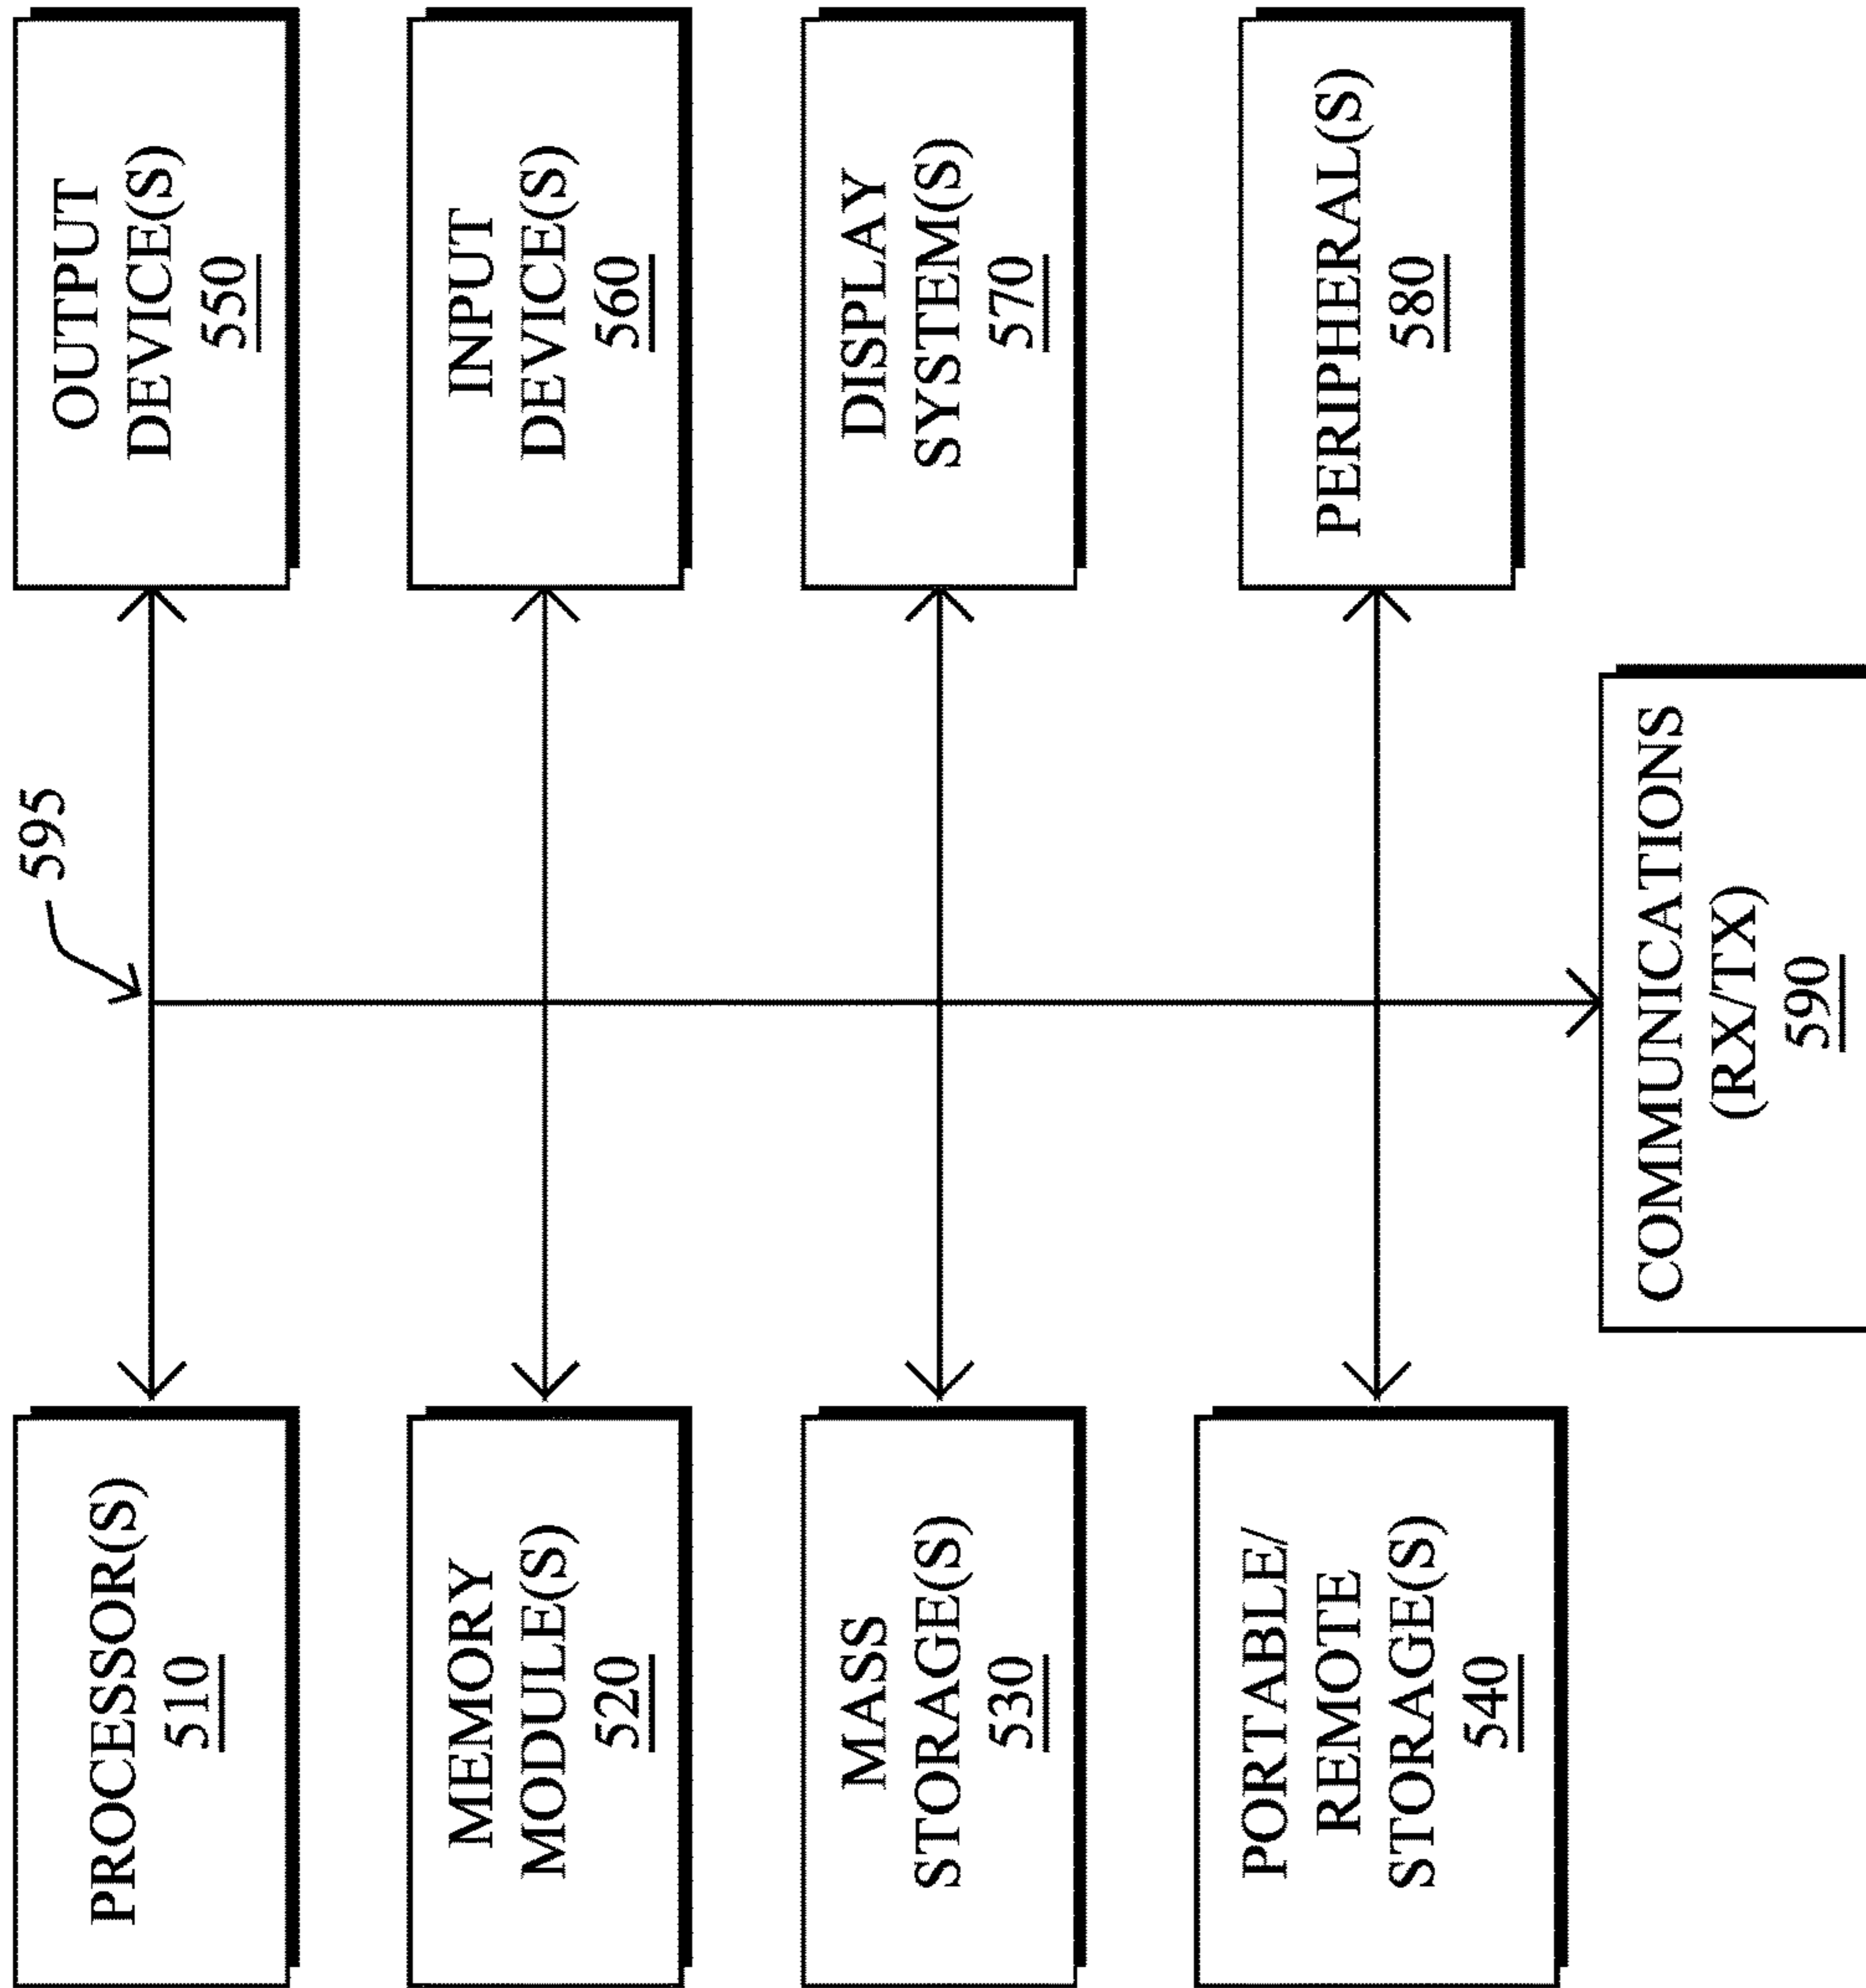 595
PROCESSOR(S)
510
OUTPUT
DEVICE(S)
550
MEMORY
MODULE(S)
520
INPUT
DEVICE(S)
560
MASS
STORAGE(S)
530
DISPLAY
SYSTEM(S)
570
PORTABLE/
REMOTE
STORAGE(S)
540
PERIPHERAL(S)
580
COMMUNICATIONS
(RX/TX)
590